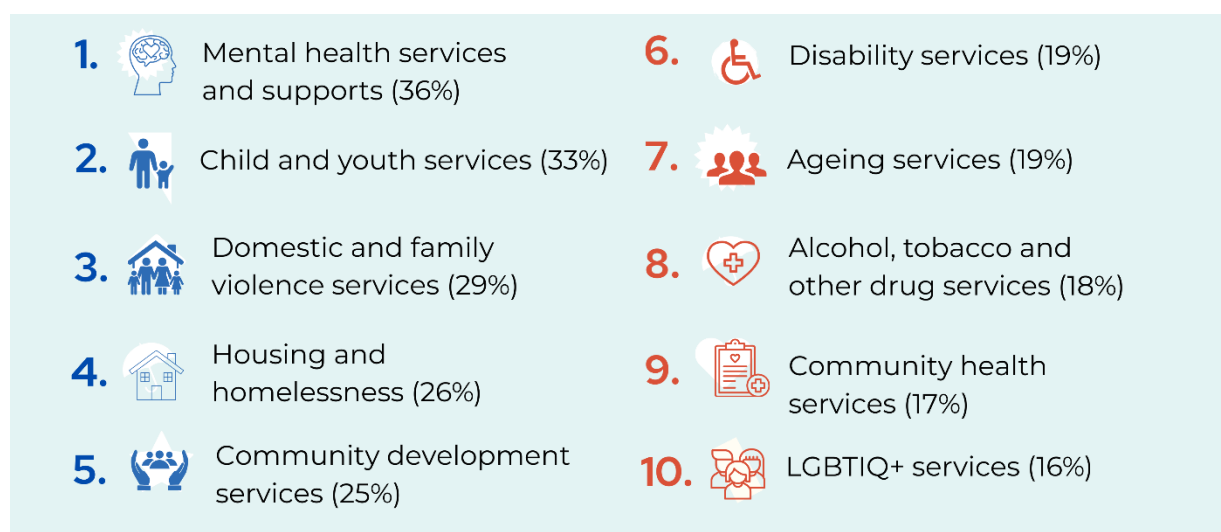 1.
Mental health services
and supports (36%)
2.
Child and youth services (33%)
3.
Domestic and family
violence services (29%)
4.
Housing and
homelessness (26%)
5.
Community development
services (25%)
6.
Disability services (19%)
7.
Ageing services (19%)
8.
Alcohol, tobacco and
other drug services (18%)
9.
Community health
services (17%)
10.
LGBTIQ+ services (16%)